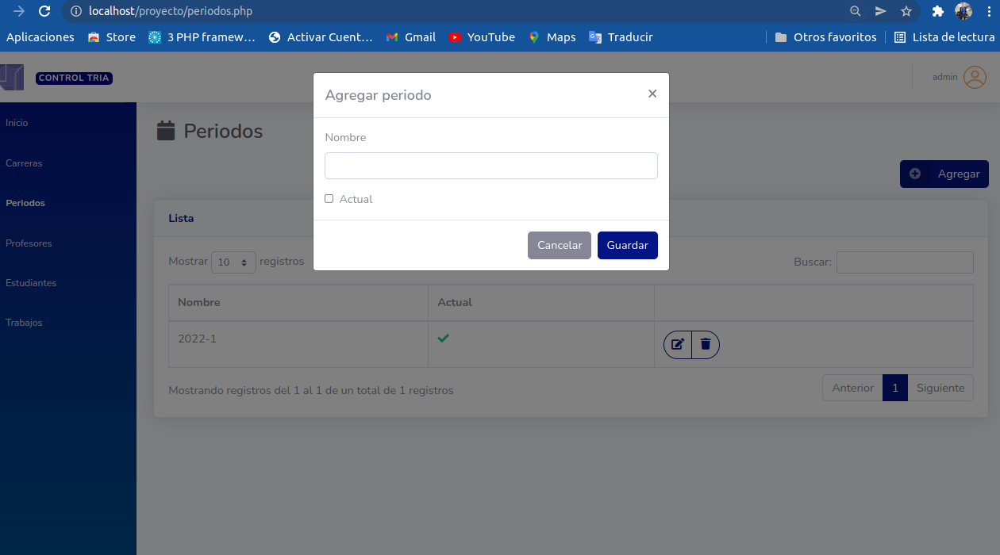 localhost/proyecto/periodos.php
Aplicaciones Store 3 PHP framew... Activar Cuent... Gmail YouTube Maps Traducir Otros favoritos Lista de lectura
CONTROL TRIA
admin
Inicio
Carreras
Periodos
Profesores
Estudiantes
Trabajos
Periodos
Agregar
Agregar periodo ×
Nombre
Actual
Cancelar Guardar
Lista
Mostrar 10 registros Buscar:
Nombre Actual
2022-1
Mostrando registros del 1 al 1 de un total de 1 registros
Anterior 1 Siguiente